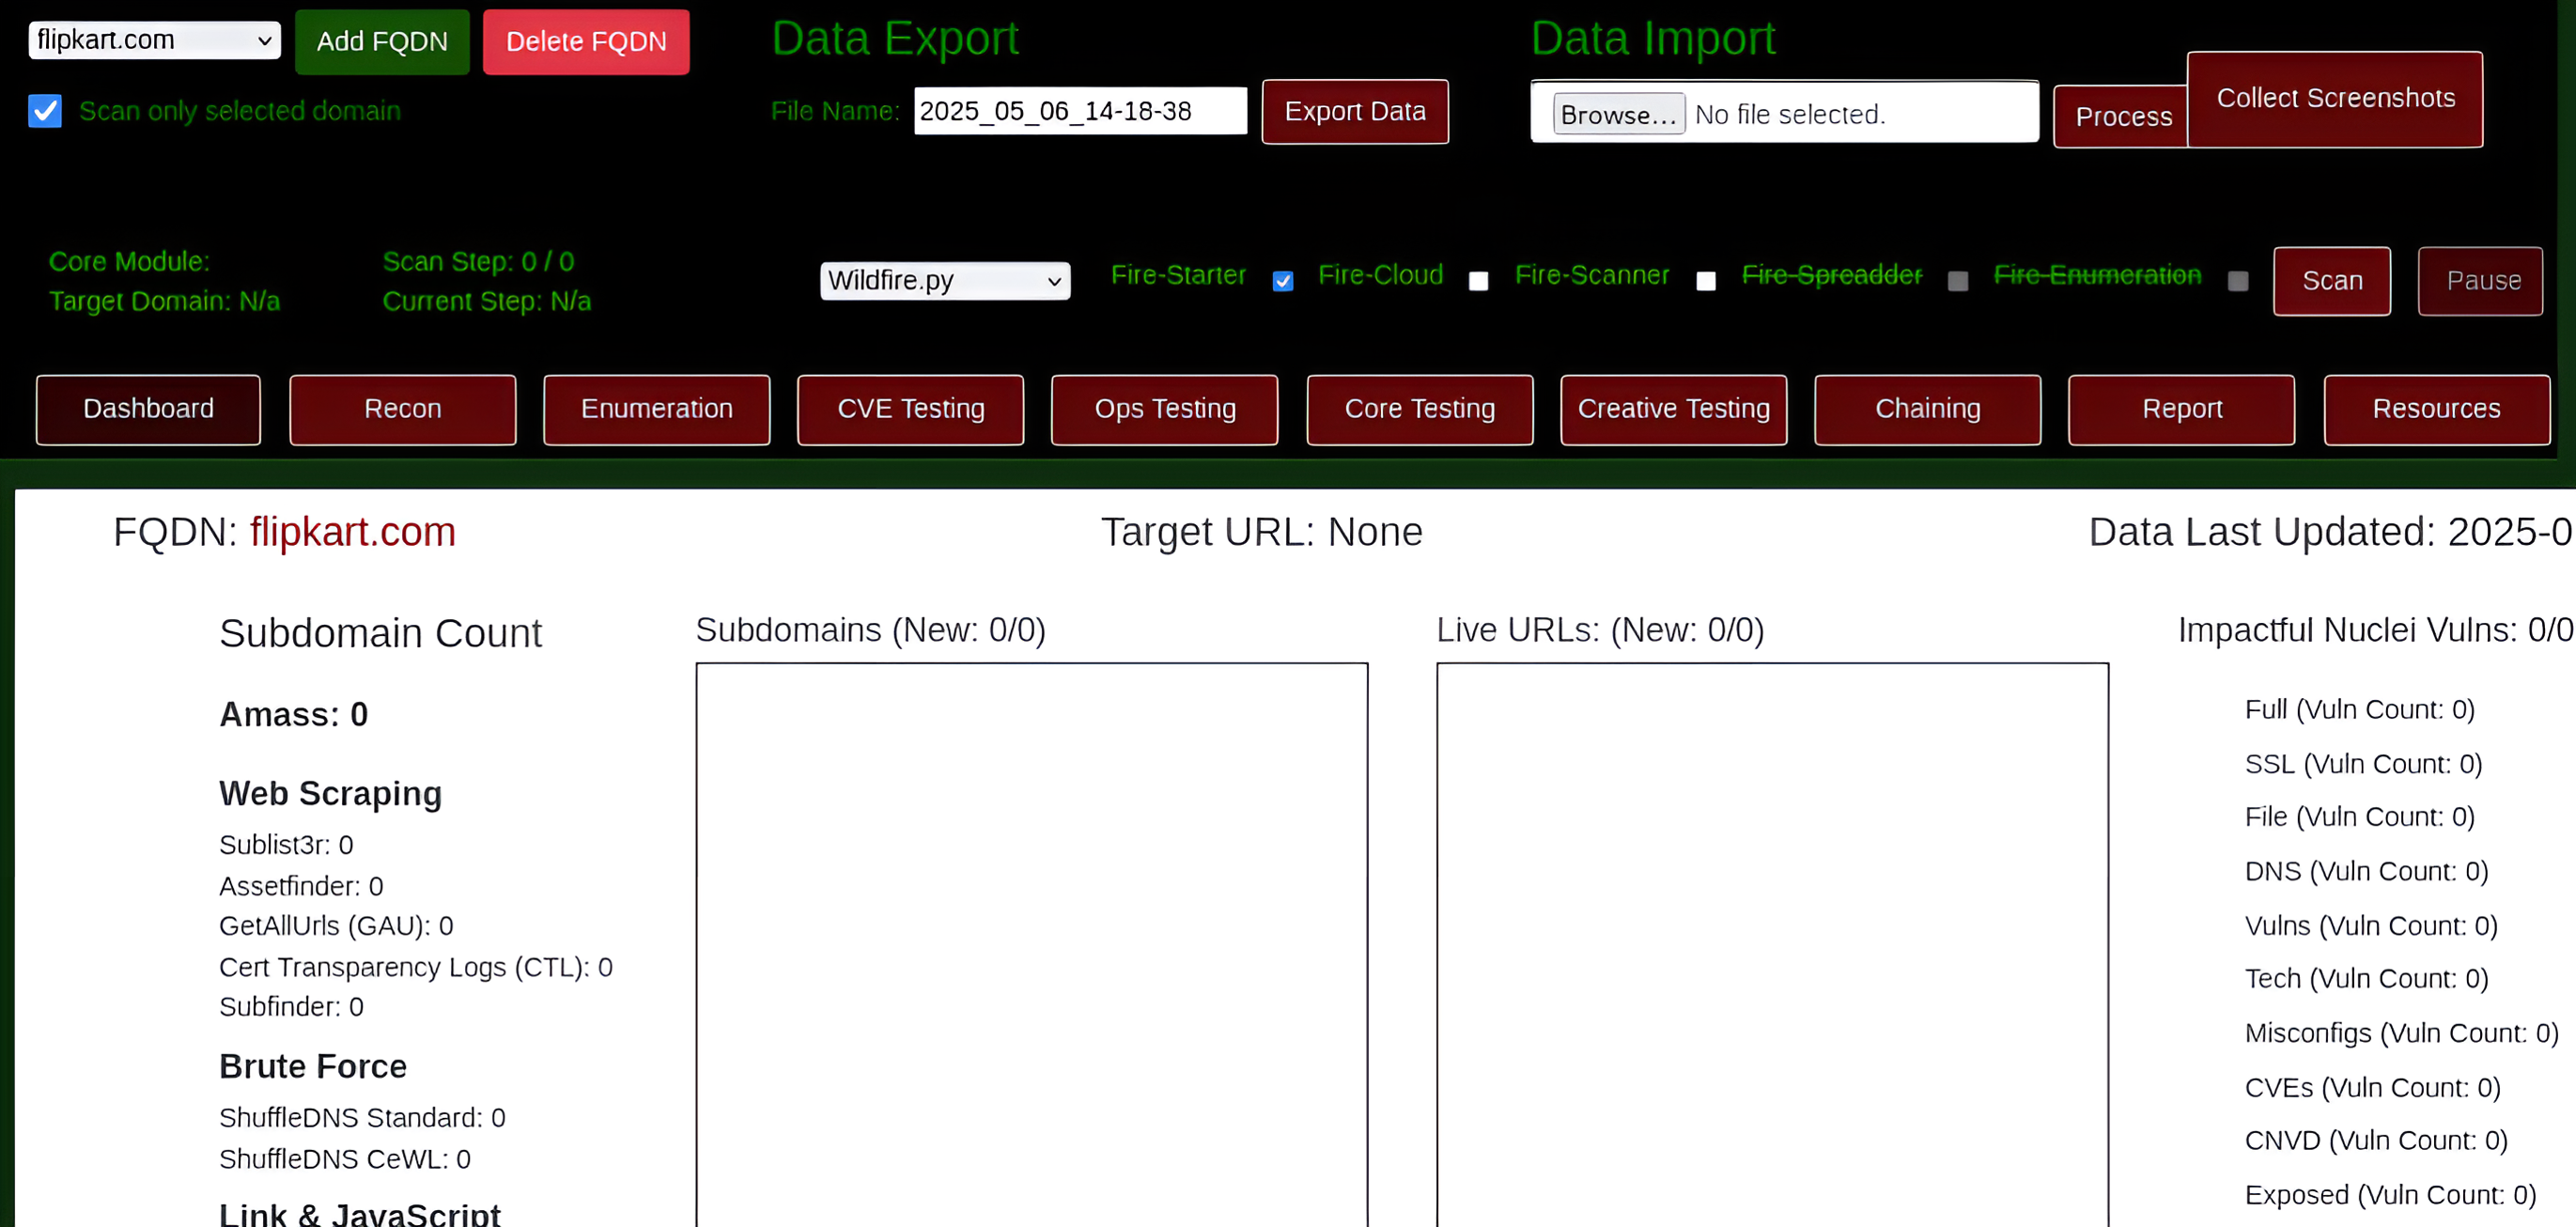 flipkart.com Add FQDN Delete FQDN Data Export Data Import
Scan only selected domain File Name: 2025_05_06_14-18-38 Export Data Browse... No file selected. Process Collect Screenshots
Core Module: Scan Step: 0 / 0
Target Domain: N/a Current Step: N/a
Wildfire.py Fire-Starter Fire-Cloud Fire-Scanner Fire-Spreadder Fire-Enumeration Scan Pause
Dashboard Recon Enumeration CVE Testing Ops Testing Core Testing Creative Testing Chaining Report Resources
FQDN: flipkart.com Target URL: None Data Last Updated: 2025-0
Subdomain Count
Amass: 0
Web Scraping
Sublist3r: 0
Assetfinder: 0
GetAllUrls (GAU): 0
Cert Transparency Logs (CTL): 0
Subfinder: 0
Brute Force
ShuffleDNS Standard: 0
ShuffleDNS CeWL: 0
Link & JavaScript
Subdomains (New: 0/0)
Live URLs: (New: 0/0)
Impactful Nuclei Vulns: 0/0
Full (Vuln Count: 0)
SSL (Vuln Count: 0)
File (Vuln Count: 0)
DNS (Vuln Count: 0)
Vulns (Vuln Count: 0)
Tech (Vuln Count: 0)
Misconfigs (Vuln Count: 0)
CVEs (Vuln Count: 0)
CNVD (Vuln Count: 0)
Exposed (Vuln Count: 0)